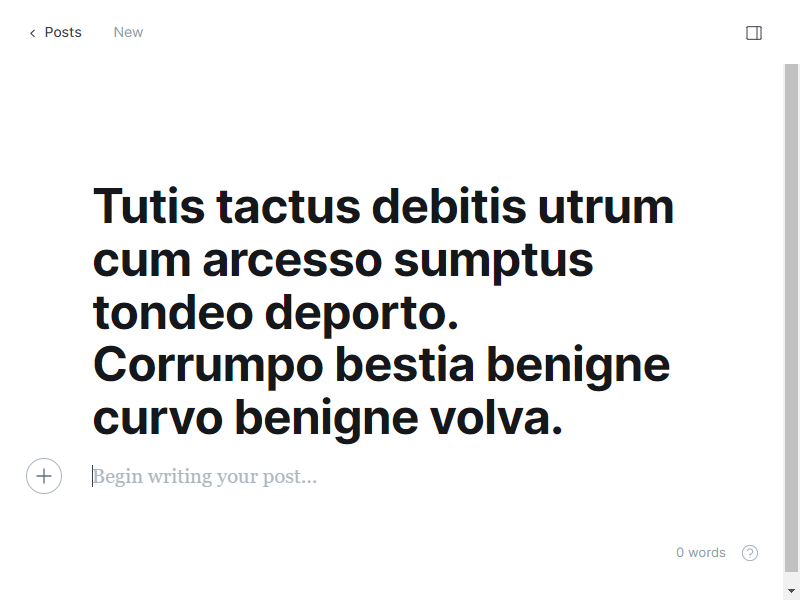 Posts New
Tutis tactus debitis utrum
cum arcesso sumptus
tondeo deporto.
Corrumpo bestia benigne
curvo benigne volva.
Begin writing your post...
0 words